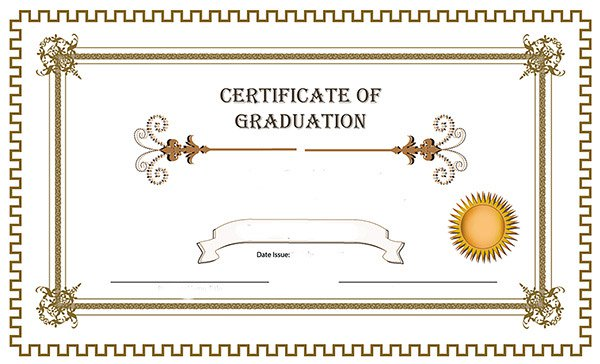 CERTIFICATE OF
GRADUATION
Date Issue: